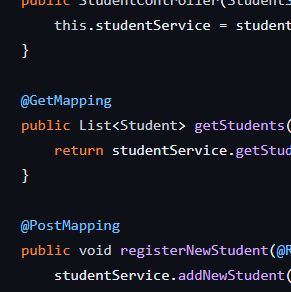 public StudentController(StudentS
this.studentService = student
}
@GetMapping
public List<Student> getStudents(
return studentService.getStud
}
@PostMapping
public void registerNewStudent(@R
studentService.addNewStudent(